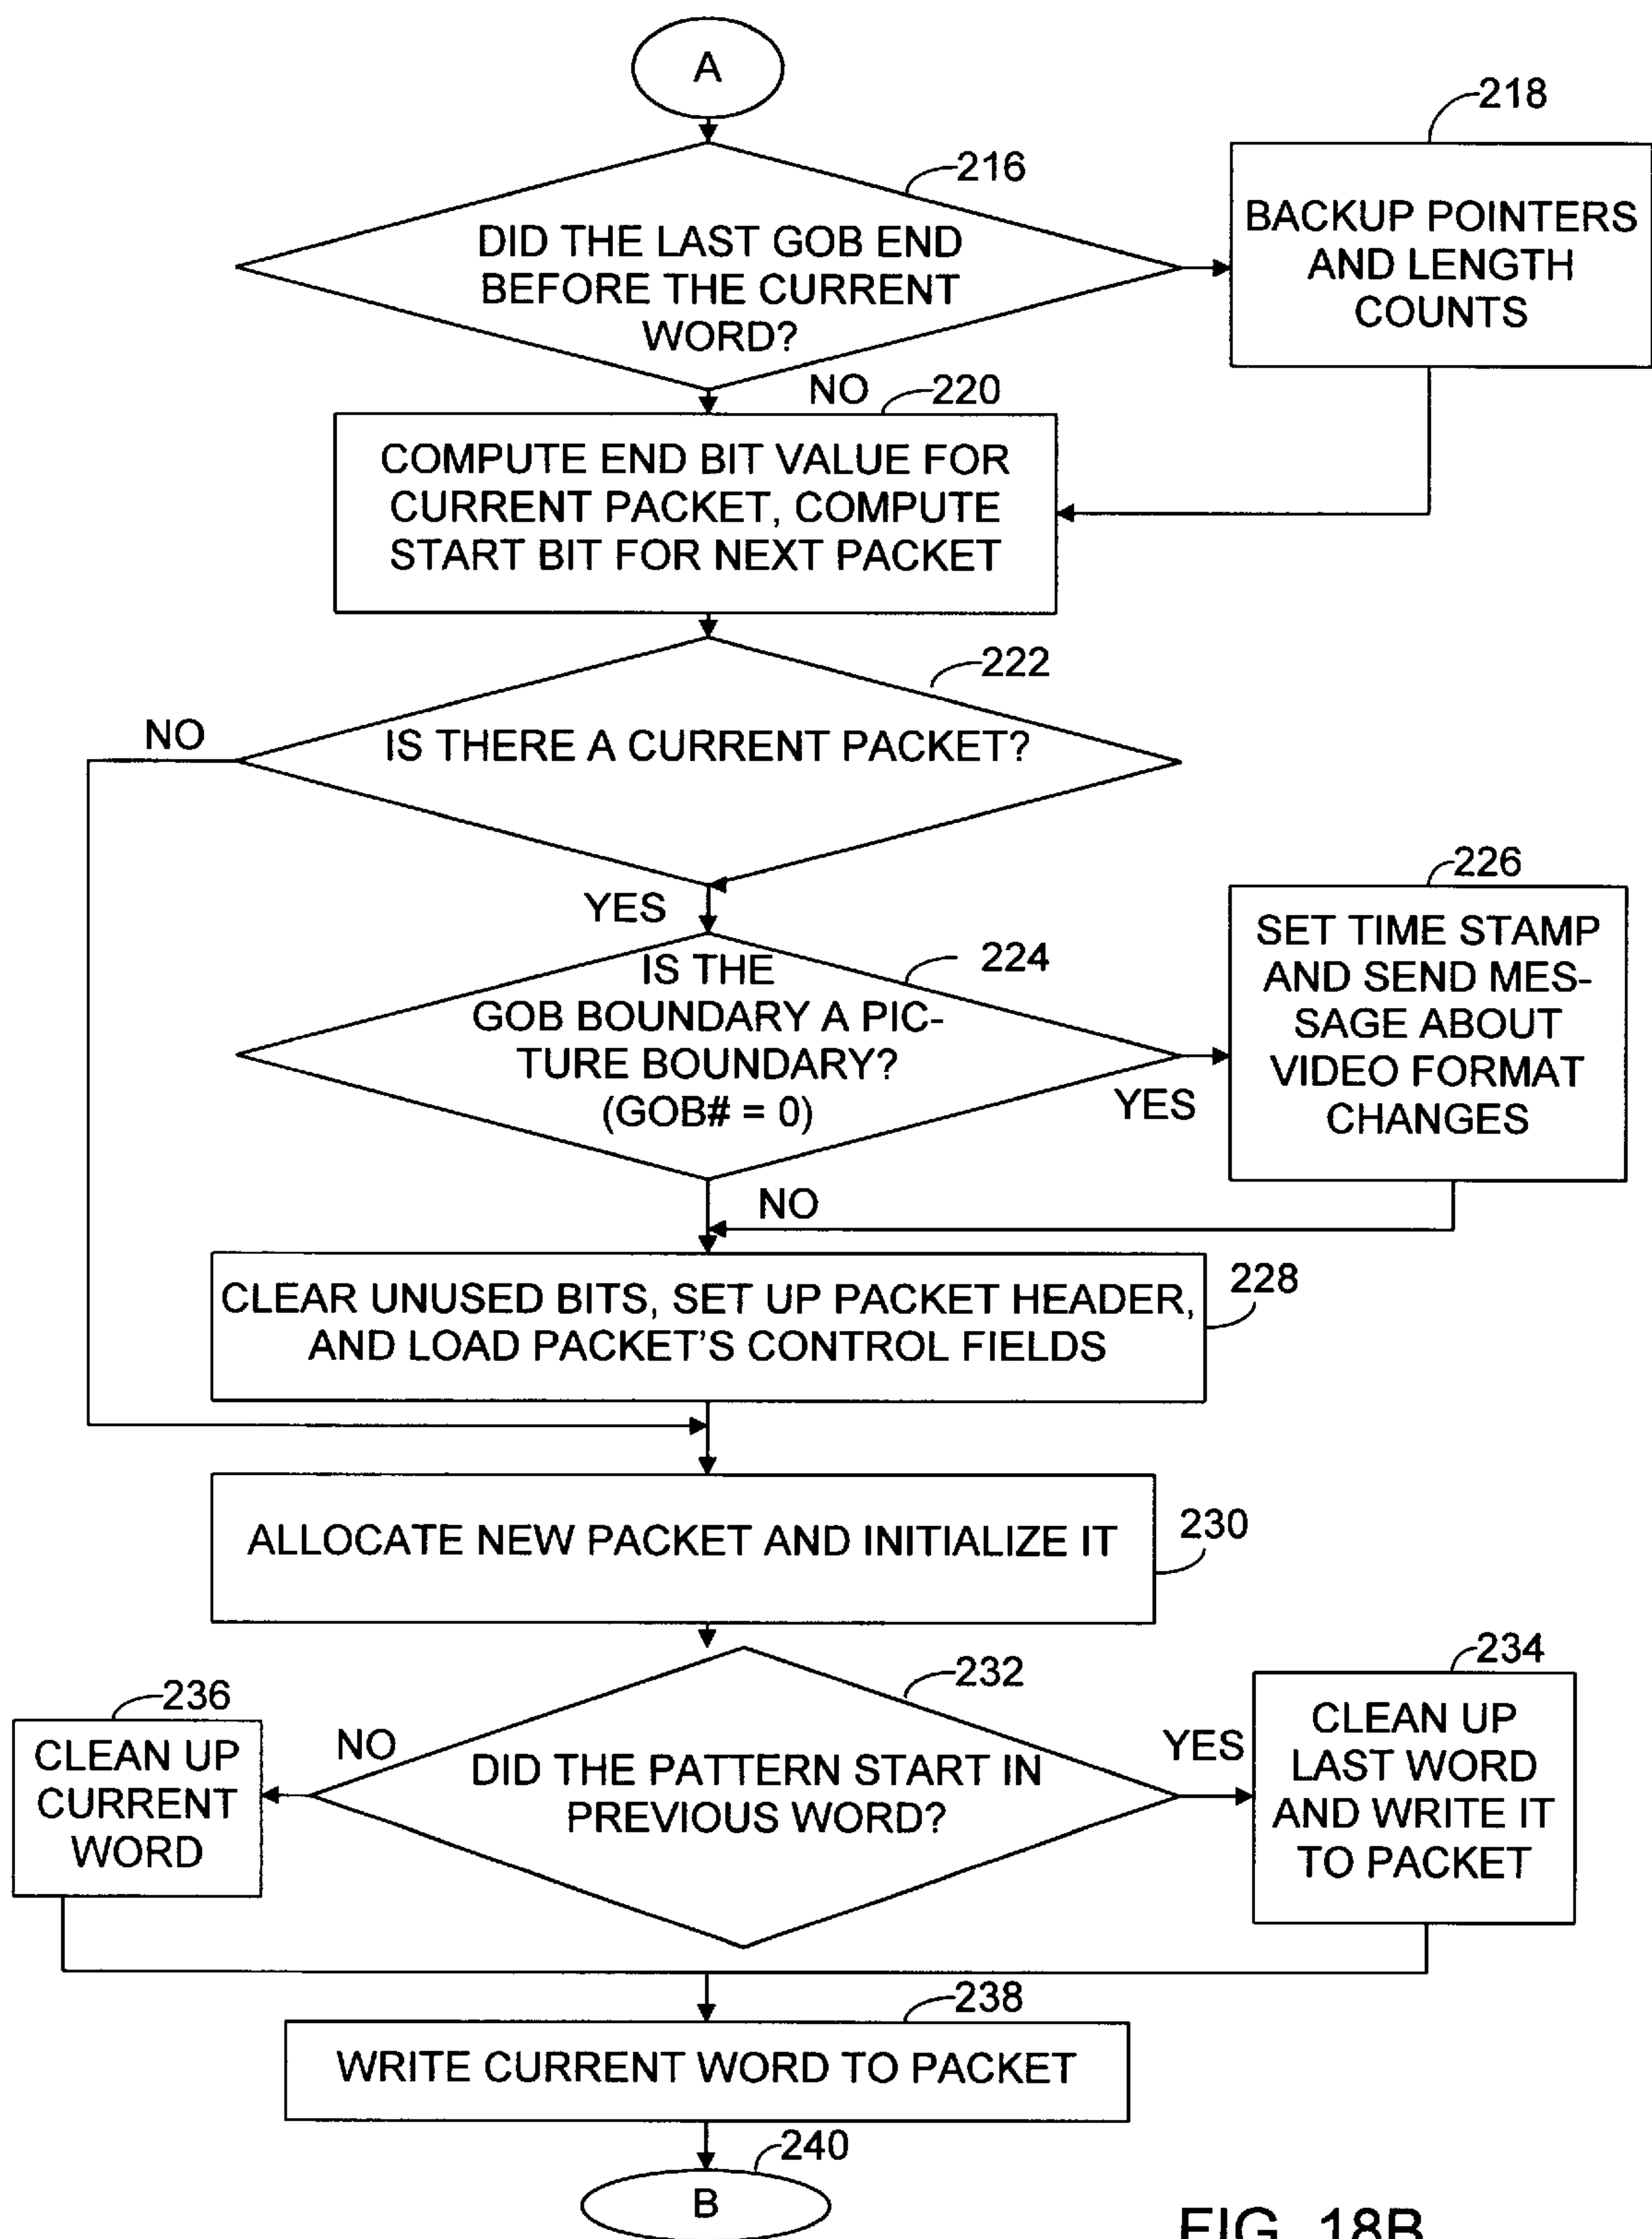 A
216
DID THE LAST GOB END
BEFORE THE CURRENT
WORD?
218
BACKUP POINTERS
AND LENGTH
COUNTS
NO
220
COMPUTE END BIT VALUE FOR
CURRENT PACKET, COMPUTE
START BIT FOR NEXT PACKET
222
NO
IS THERE A CURRENT PACKET?
YES
224
IS THE
GOB BOUNDARY A PIC-
TURE BOUNDARY?
(GOB# = 0)
YES
226
SET TIME STAMP
AND SEND MES-
SAGE ABOUT
VIDEO FORMAT
CHANGES
NO
228
CLEAR UNUSED BITS, SET UP PACKET HEADER,
AND LOAD PACKET'S CONTROL FIELDS
230
ALLOCATE NEW PACKET AND INITIALIZE IT
232
DID THE PATTERN START IN
PREVIOUS WORD?
NO
236
CLEAN UP
CURRENT
WORD
YES
234
CLEAN UP
LAST WORD
AND WRITE IT
TO PACKET
238
WRITE CURRENT WORD TO PACKET
240
B
FIG. 18B